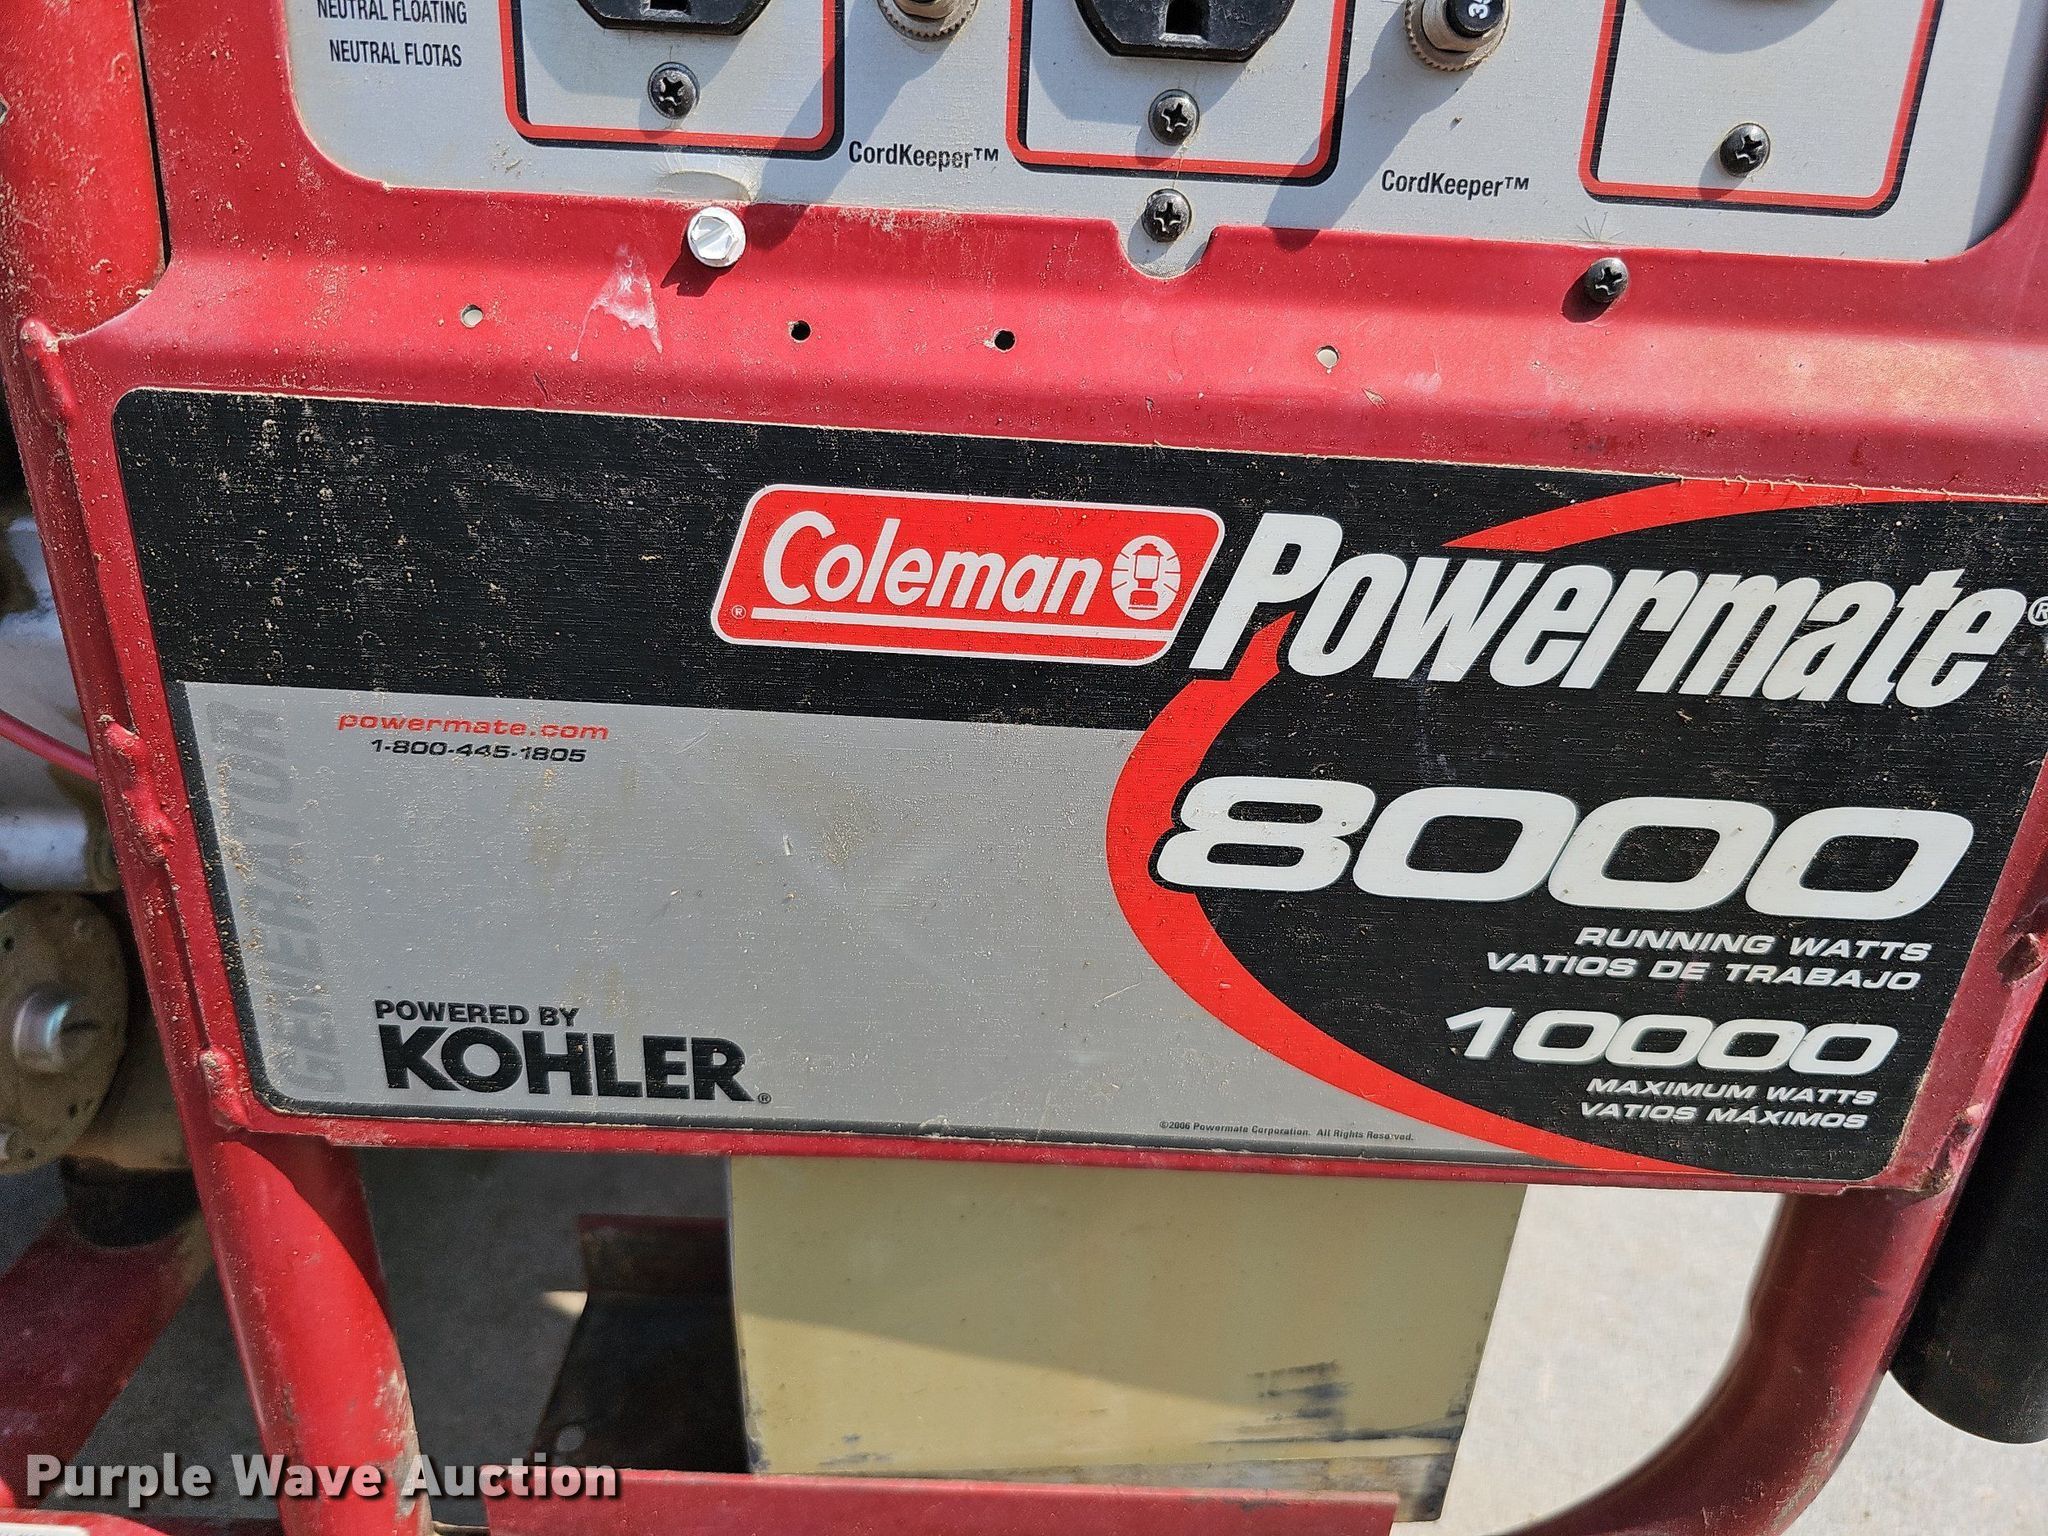 NEUTRAL FLOATING
NEUTRAL FLOTAS
CordKeeper™
CordKeeper™
Coleman®
Powermate®
GENERATOR
powermate.com
1-800-445-1805
8000
RUNNING WATTS
VATIOS DE TRABAJO
10000
MAXIMUM WATTS
VATIOS MÁXIMOS
POWERED BY
KOHLER®
©2006 Powermate Corporation. All Rights Reserved.
Purple Wave Auction